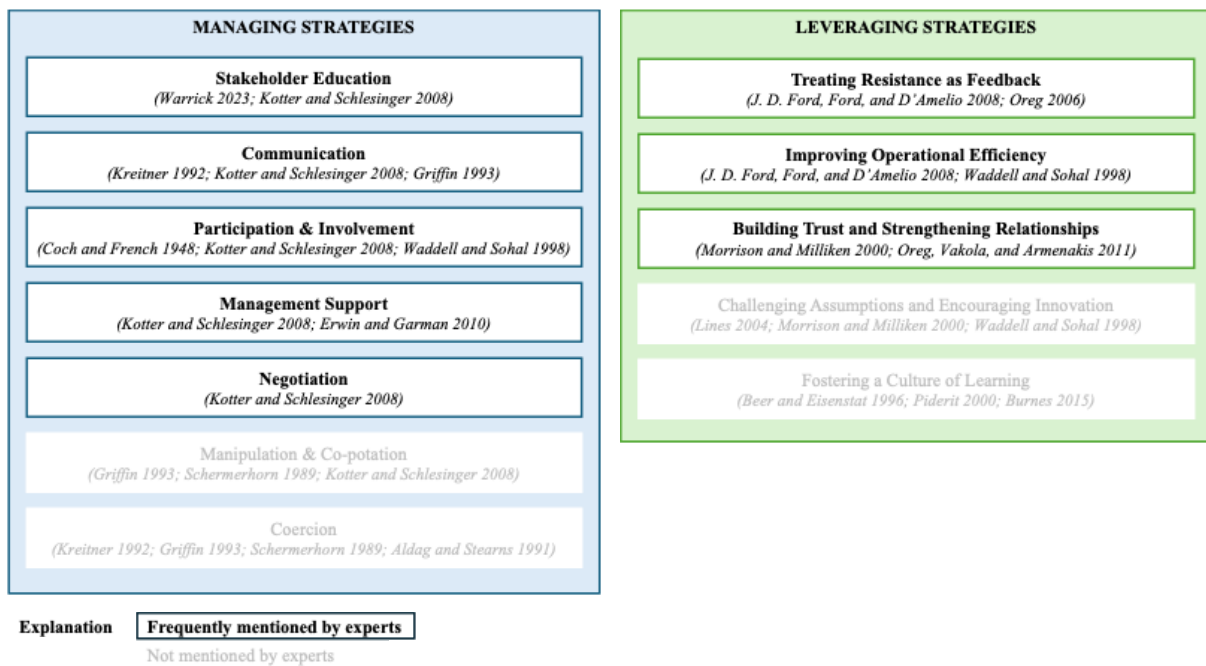 MANAGING STRATEGIES
Stakeholder Education
(Warrick 2023; Kotter and Schlesinger 2008)
Communication
(Kreitner 1992; Kotter and Schlesinger 2008; Griffin 1993)
Participation & Involvement
(Coch and French 1948; Kotter and Schlesinger 2008; Waddell and Sohal 1998)
Management Support
(Kotter and Schlesinger 2008; Erwin and Garman 2010)
Negotiation
(Kotter and Schlesinger 2008)
Manipulation & Co-potation
(Griffin 1993; Schermerhorn 1989; Kotter and Schlesinger 2008)
Coercion
(Kreitner 1992; Griffin 1993; Schermerhorn 1989; Aldag and Stearns 1991)
LEVERAGING STRATEGIES
Treating Resistance as Feedback
(J. D. Ford, Ford, and D'Amelio 2008; Oreg 2006)
Improving Operational Efficiency
(J. D. Ford, Ford, and D'Amelio 2008; Waddell and Sohal 1998)
Building Trust and Strengthening Relationships
(Morrison and Milliken 2000; Oreg, Vakola, and Armenakis 2011)
Challenging Assumptions and Encouraging Innovation
(Lines 2004; Morrison and Milliken 2000; Waddell and Sohal 1998)
Fostering a Culture of Learning
(Beer and Eisenstat 1996; Piderit 2000; Burnes 2015)
Explanation Frequently mentioned by experts
Not mentioned by experts